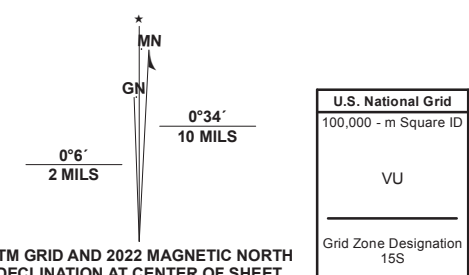 ★
MN
GN
0°34´
10 MILS
0°6´
2 MILS
TM GRID AND 2022 MAGNETIC NORTH
DECLINATION AT CENTER OF SHEET
U.S. National Grid
100,000 - m Square ID
VU
Grid Zone Designation
15S